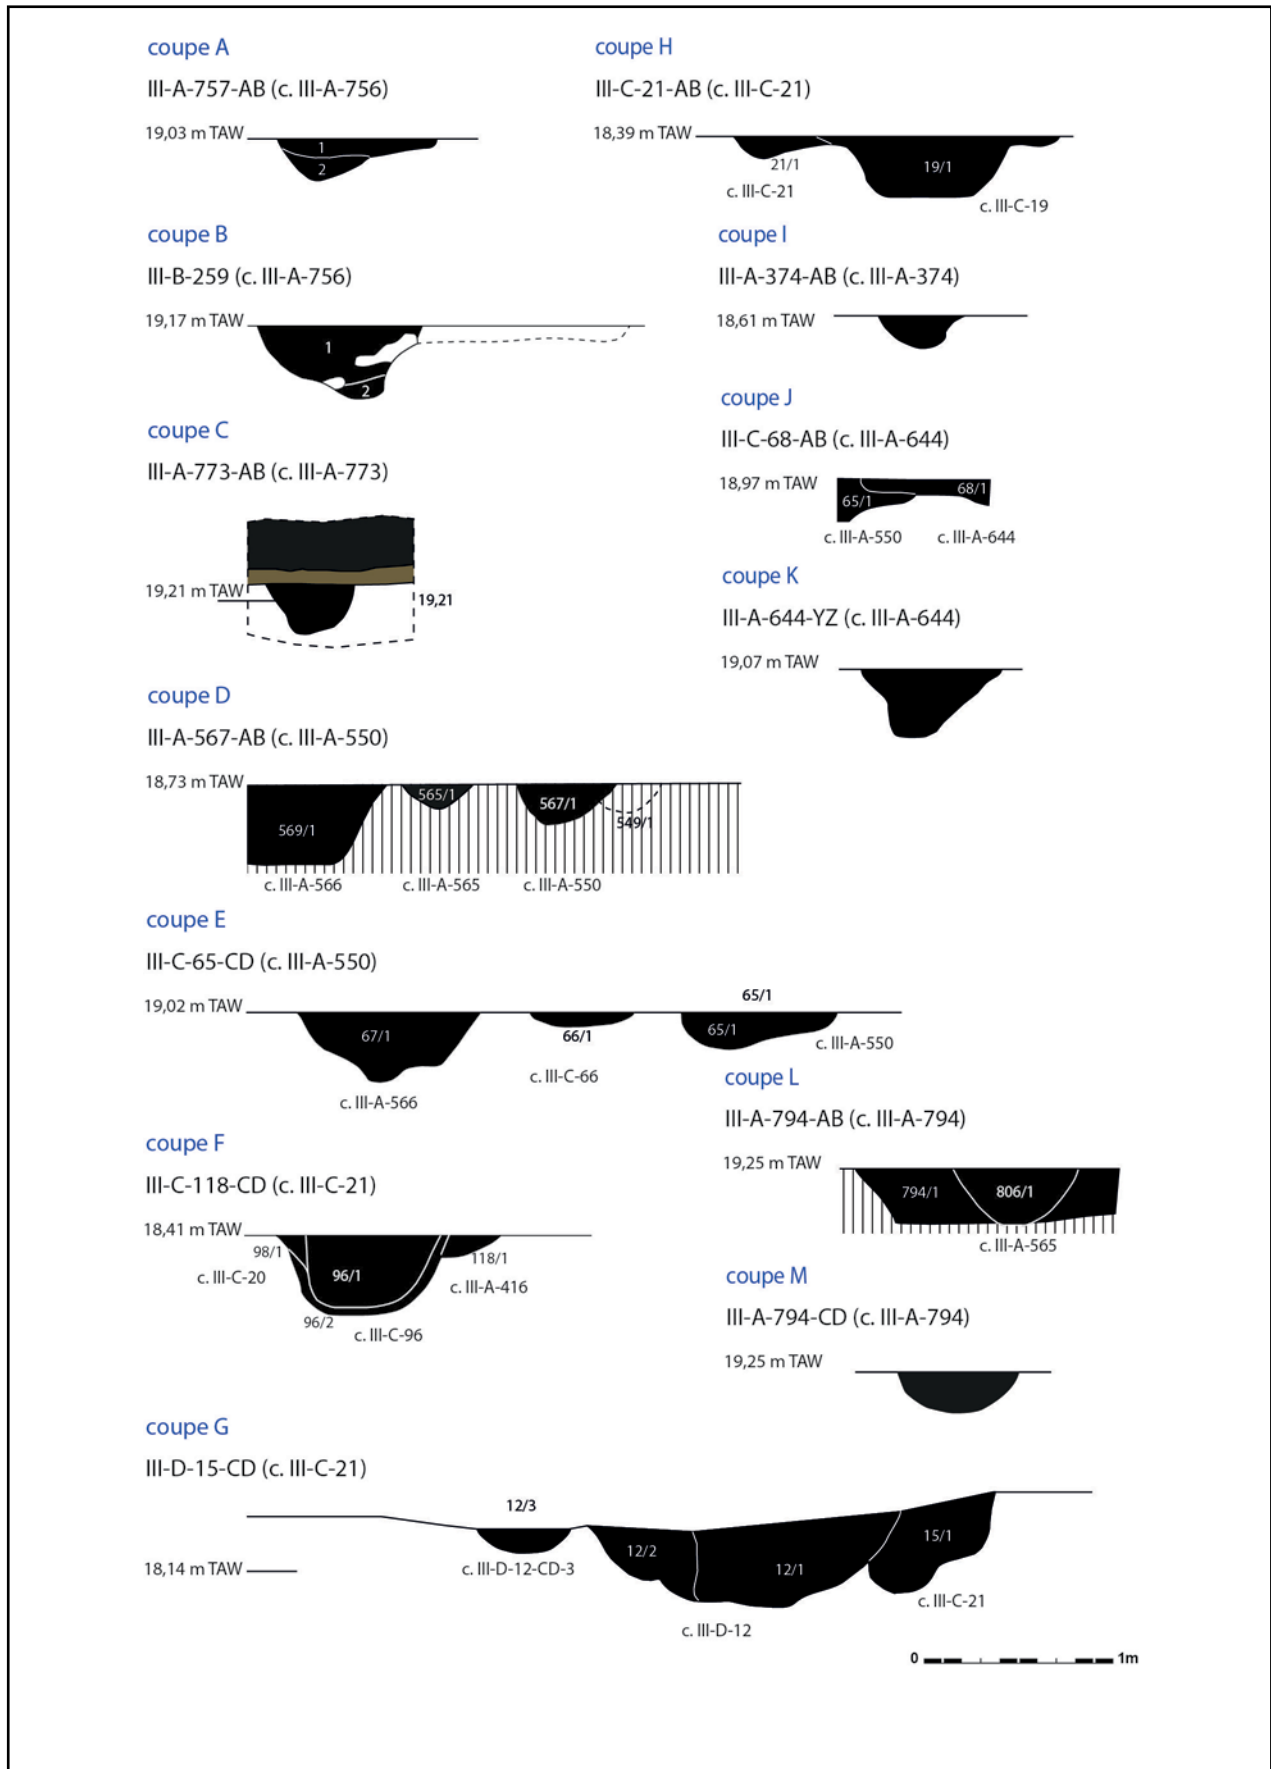 coupe A
III-A-757-AB (c. III-A-756)
19,03 m TAW
1
2
coupe B
III-B-259 (c. III-A-756)
19,17 m TAW
1
2
coupe C
III-A-773-AB (c. III-A-773)
19,21 m TAW
19,21
coupe D
III-A-567-AB (c. III-A-550)
18,73 m TAW
569/1
565/1
567/1
549/1
c. III-A-566
c. III-A-565
c. III-A-550
coupe E
III-C-65-CD (c. III-A-550)
19,02 m TAW
65/1
67/1
66/1
65/1
c. III-A-550
c. III-C-66
c. III-A-566
coupe F
III-C-118-CD (c. III-C-21)
18,41 m TAW
98/1
118/1
c. III-C-20
96/1
c. III-A-416
96/2
c. III-C-96
coupe G
III-D-15-CD (c. III-C-21)
12/3
18,14 m TAW
12/2
12/1
15/1
c. III-D-12-CD-3
c. III-C-21
c. III-D-12
coupe H
III-C-21-AB (c. III-C-21)
18,39 m TAW
21/1
19/1
c. III-C-21
c. III-C-19
coupe I
III-A-374-AB (c. III-A-374)
18,61 m TAW
coupe J
III-C-68-AB (c. III-A-644)
18,97 m TAW
65/1
68/1
c. III-A-550
c. III-A-644
coupe K
III-A-644-YZ (c. III-A-644)
19,07 m TAW
coupe L
III-A-794-AB (c. III-A-794)
19,25 m TAW
794/1
806/1
c. III-A-565
coupe M
III-A-794-CD (c. III-A-794)
19,25 m TAW
0
1m